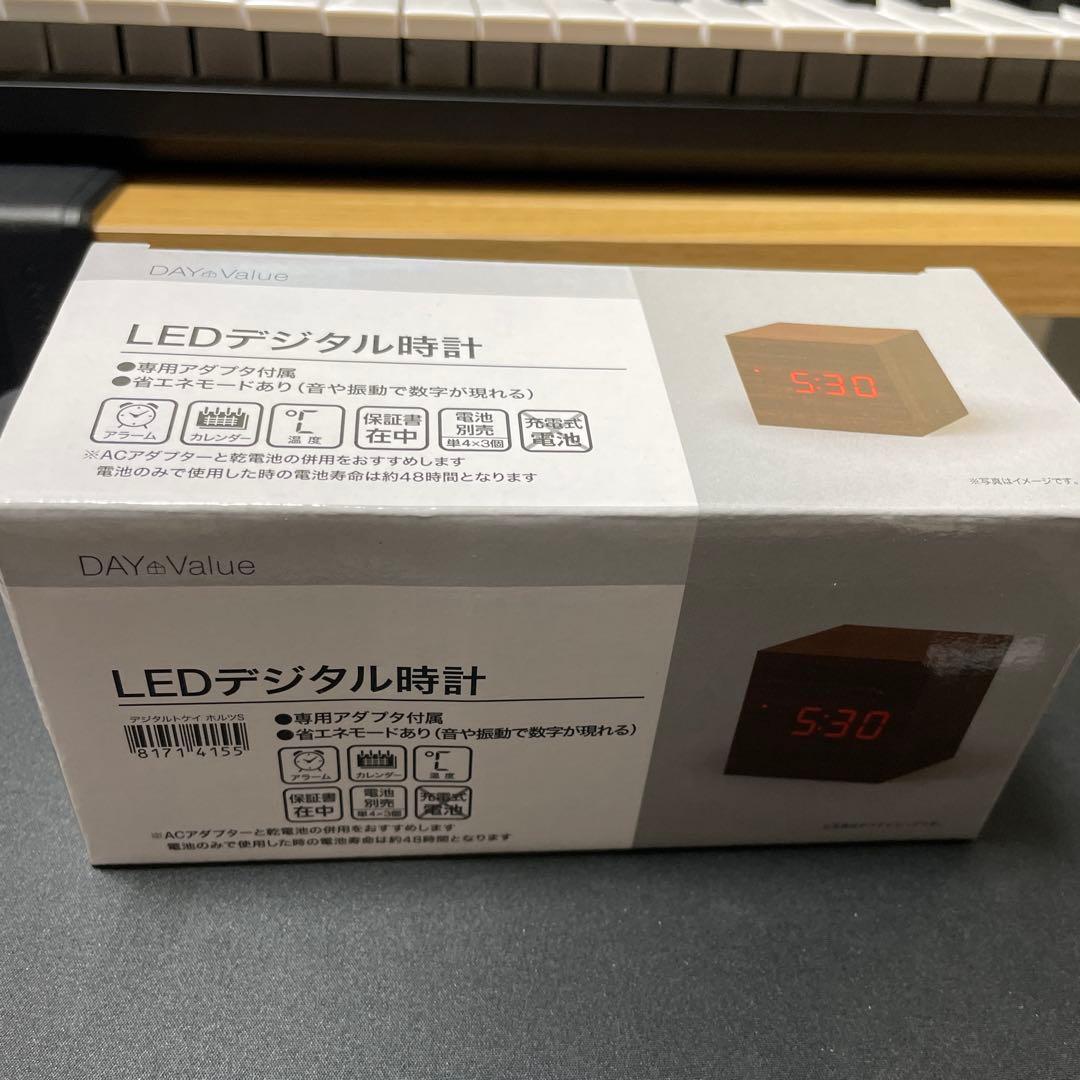 DAY Value
LEDデジタル時計
●専用アダプタ付属
●省エネモードあり(音や振動で数字が現れる)
アラーム
カレンダー
℃
温度
保証書
在中
電池
別売
単4×3個
充電式
電池
※ACアダプターと乾電池の併用をおすすめします
電池のみで使用した時の電池寿命は約48時間となります
5:30
※写真はイメージです。
DAY Value
LEDデジタル時計
デジタルトケイ ホルツS
8171 4155
●専用アダプタ付属
●省エネモードあり(音や振動で数字が現れる)
アラーム
カレンダー
℃
温度
保証書
在中
電池
別売
単4×3個
充電式
電池
※ACアダプターと乾電池の併用をおすすめします
電池のみで使用した時の電池寿命は約48時間となります
5:30